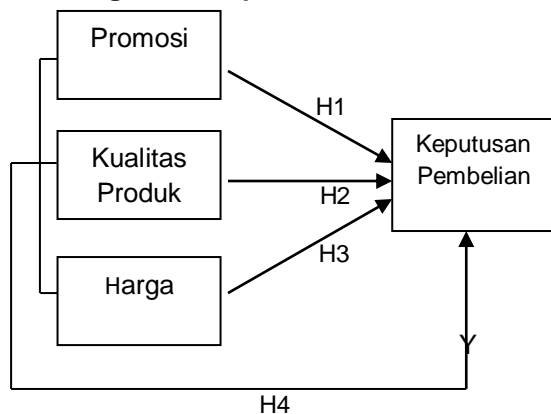 Promosi
H1
Kualitas
Produk
H2
Keputusan
Pembelian
Harga
H3
Y
H4